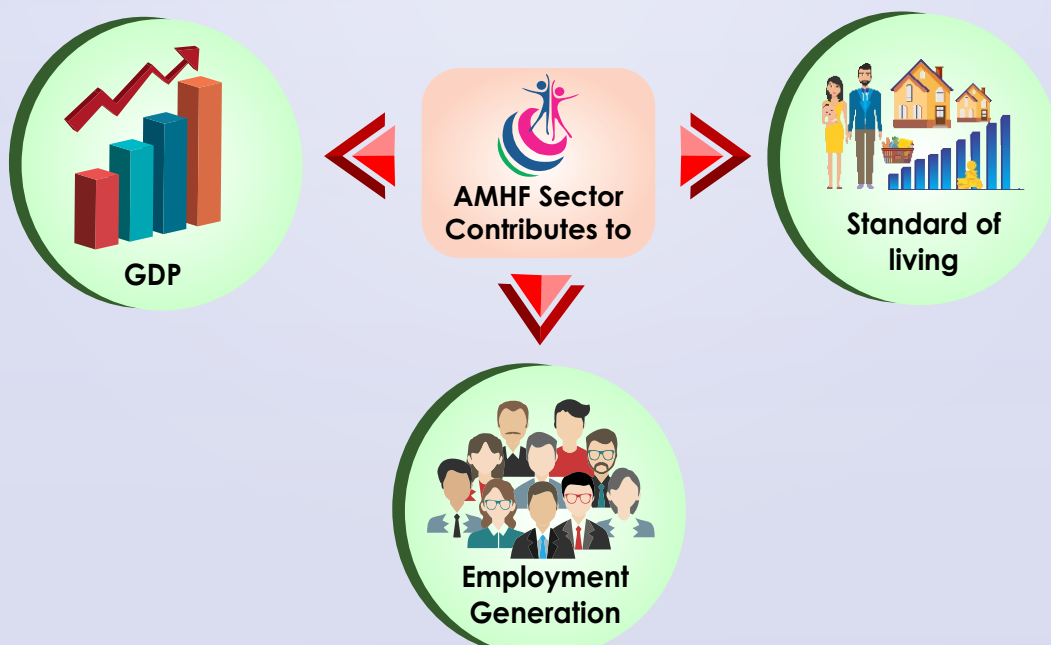 AMHF Sector
Contributes to
GDP
Standard of
living
Employment
Generation